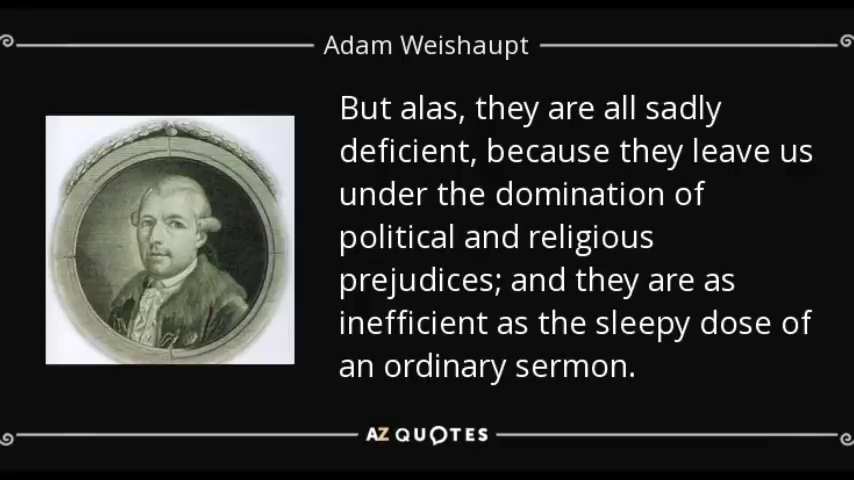 Adam Weishaupt
But alas, they are all sadly
deficient, because they leave us
under the domination of
political and religious
prejudices; and they are as
inefficient as the sleepy dose of
an ordinary sermon.
AZ QUOTES